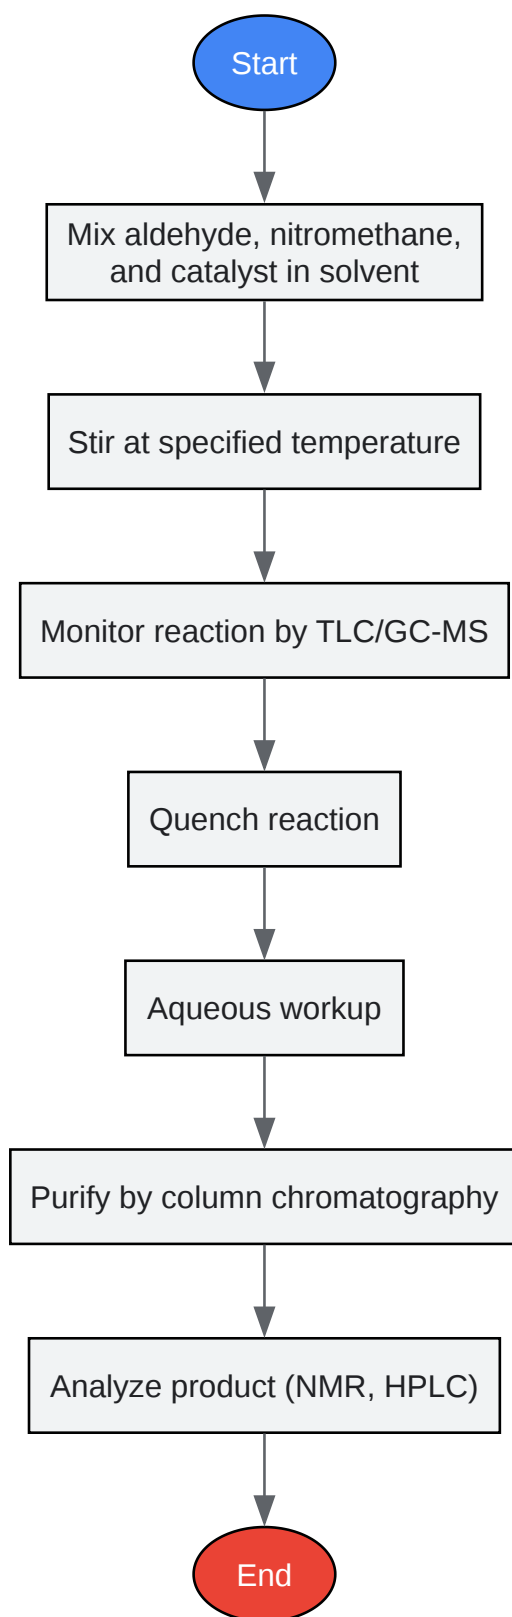 Start
Mix aldehyde, nitromethane,
and catalyst in solvent
Stir at specified temperature
Monitor reaction by TLC/GC-MS
Quench reaction
Aqueous workup
Purify by column chromatography
Analyze product (NMR, HPLC)
End